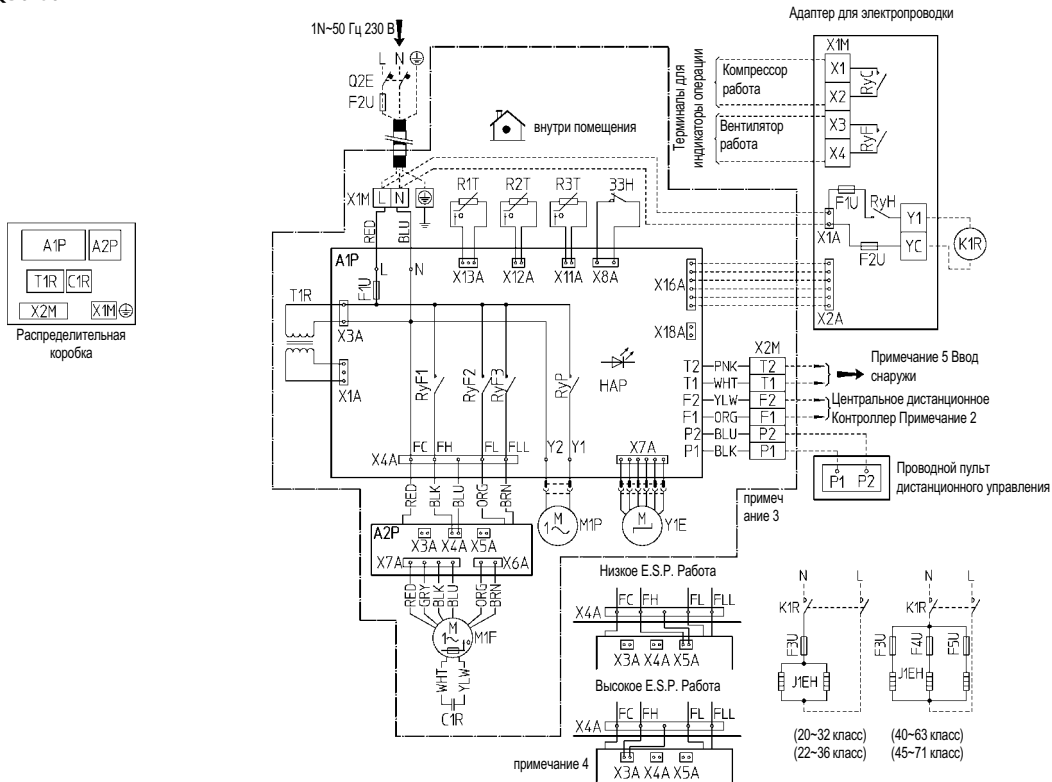 1N~50 Гц 230 В
L N
Q2E
F2U
внутри помещения
Адаптер для электропроводки
X1M
Терминалы для
индикаторы операции
Компрессор
работа
X1
X2
RyC
Вентилятор
работа
X3
X4
RyF
F1U
RyH
X1A
F2U
Y1
YC
K1R
X2A
A1P A2P
T1R C1R
X2M X1M
Распределительная
коробка
X1M L N
RED BLU
R1T R2T R3T 33H
A1P
X13A X12A X11A X8A
L N
F1U
T1R
X3A
X1A
X16A
X18A
RyF1 RyF2 RyF3 RyP
HAP
X2M
T2 PNK T2
T1 WHT T1
F2 YLW F2
F1 ORG F1
P2 BLU P2
P1 BLK P1
Примечание 5 Ввод
снаружи
Центральное дистанционное
Контроллер Примечание 2
P1 P2
Проводной пульт
дистанционного управления
FC FH FL FLL Y2 Y1 X7A
X4A
RED BLK BLU ORG BRN
M
1~
M1P
M
Y1E
примеч
ание 3
A2P
X3A X4A X5A
X7A X6A
RED GRY BLK BLU ORG BRN
M
1~
M1F
WHT YLW
C1R
Низкое E.S.P. Работа
FC FH FL FLL
X4A
X3A X4A X5A
Высокое E.S.P. Работа
FC FH FL FLL
X4A
X3A X4A X5A
примечание 4
N L
K1R
F3U
J1EH
(20~32 класс)
(22~36 класс)
N L
K1R
F3U F4U F5U
J1EH
(40~63 класс)
(45~71 класс)